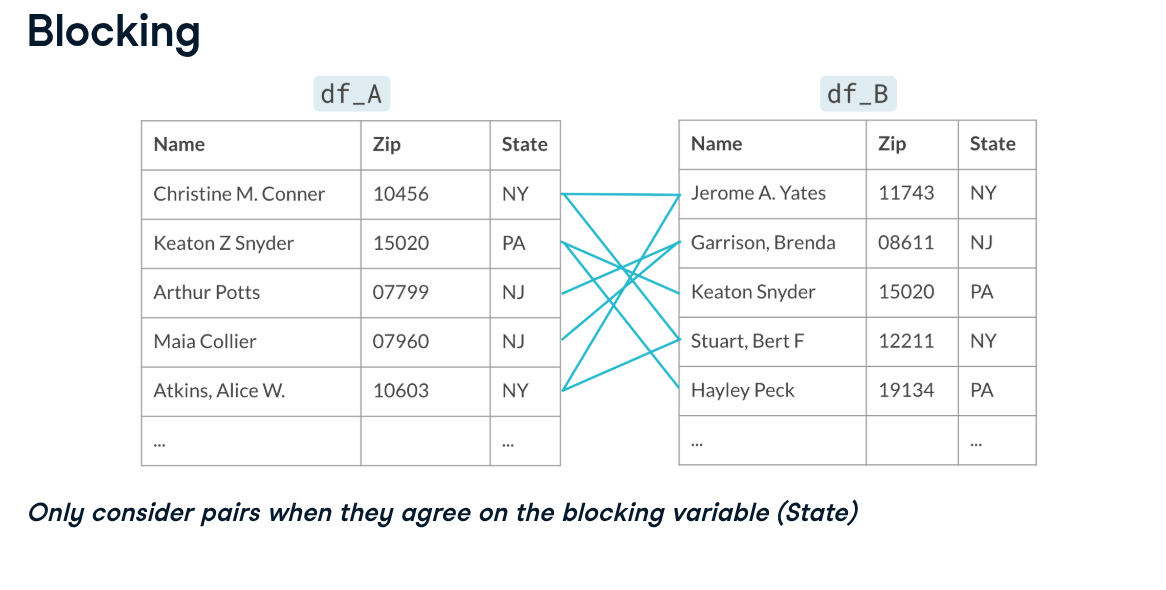 Blocking
df_A df_B
Name Zip State Name Zip State
Christine M. Conner 10456 NY Jerome A. Yates 11743 NY
Keaton Z Snyder 15020 PA Garrison, Brenda 08611 NJ
Arthur Potts 07799 NJ Keaton Snyder 15020 PA
Maia Collier 07960 NJ Stuart, Bert F 12211 NY
Atkins, Alice W. 10603 NY Hayley Peck 19134 PA
... ... ... ...
Only consider pairs when they agree on the blocking variable (State)